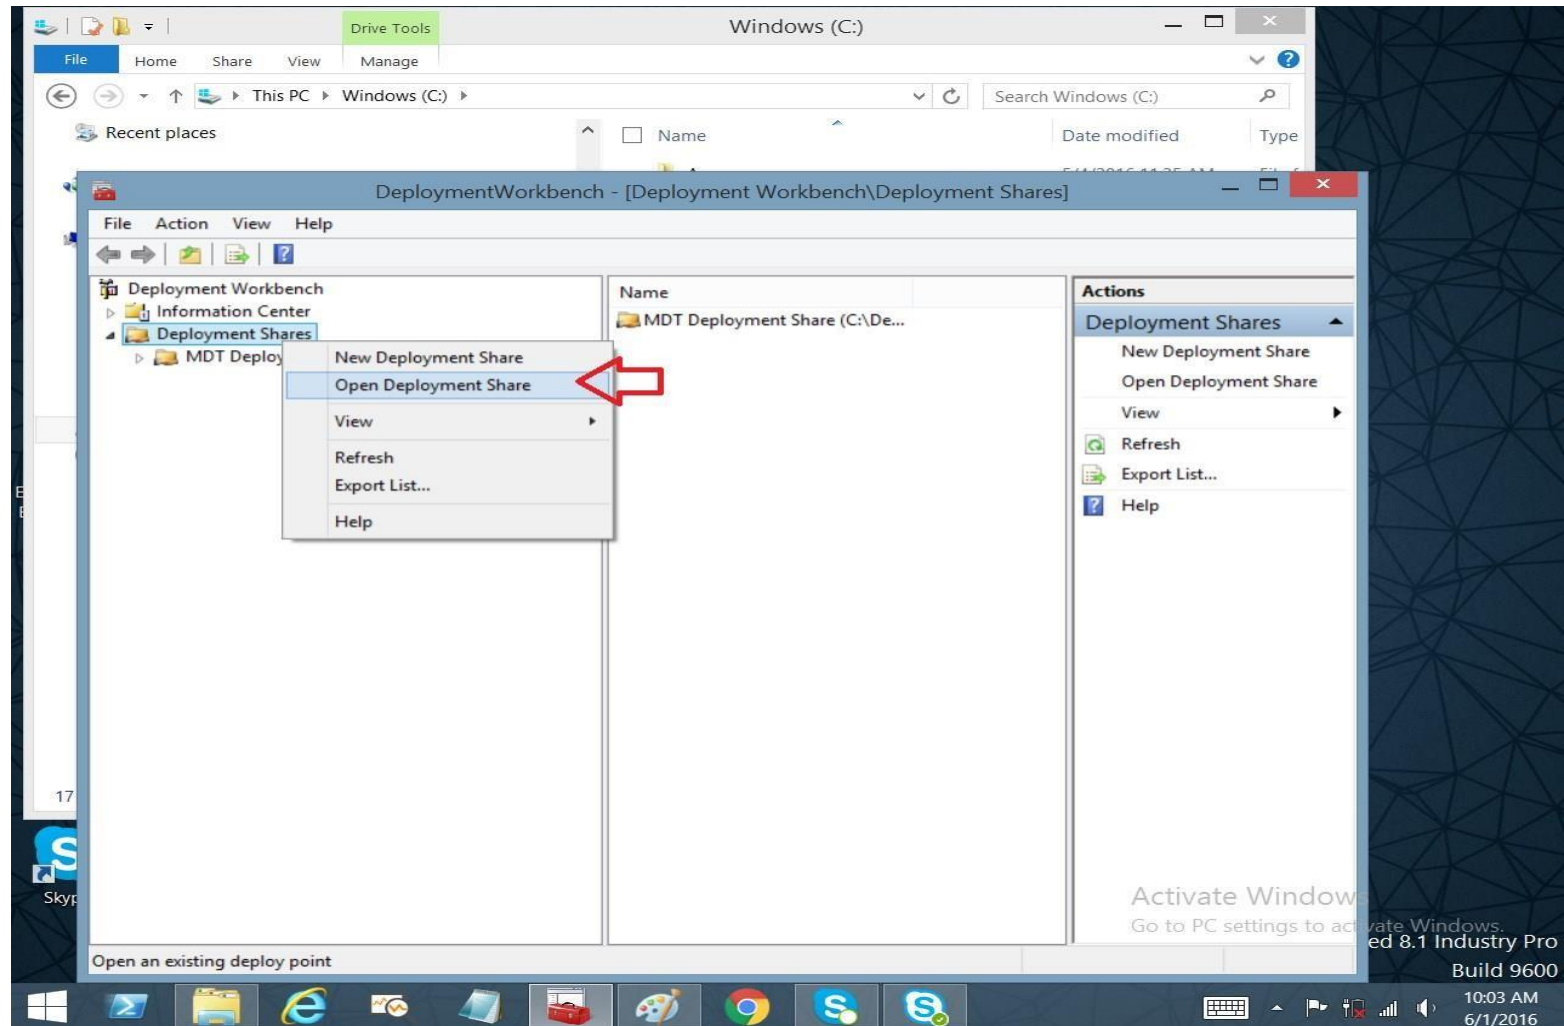 Drive Tools
Windows (C:)
File Home Share View Manage
This PC Windows (C:)
Search Windows (C:)
Recent places
Name Date modified Type
DeploymentWorkbench - [Deployment Workbench\Deployment Shares]
File Action View Help
Deployment Workbench
Information Center
Deployment Shares
MDT Deploy
New Deployment Share
Open Deployment Share
View
Refresh
Export List...
Help
Name
MDT Deployment Share (C:\De...
Actions
Deployment Shares
New Deployment Share
Open Deployment Share
View
Refresh
Export List...
Help
17
Skyp
Activate Windows
Go to PC settings to activate Windows.
ed 8.1 Industry Pro
Build 9600
Open an existing deploy point
10:03 AM
6/1/2016